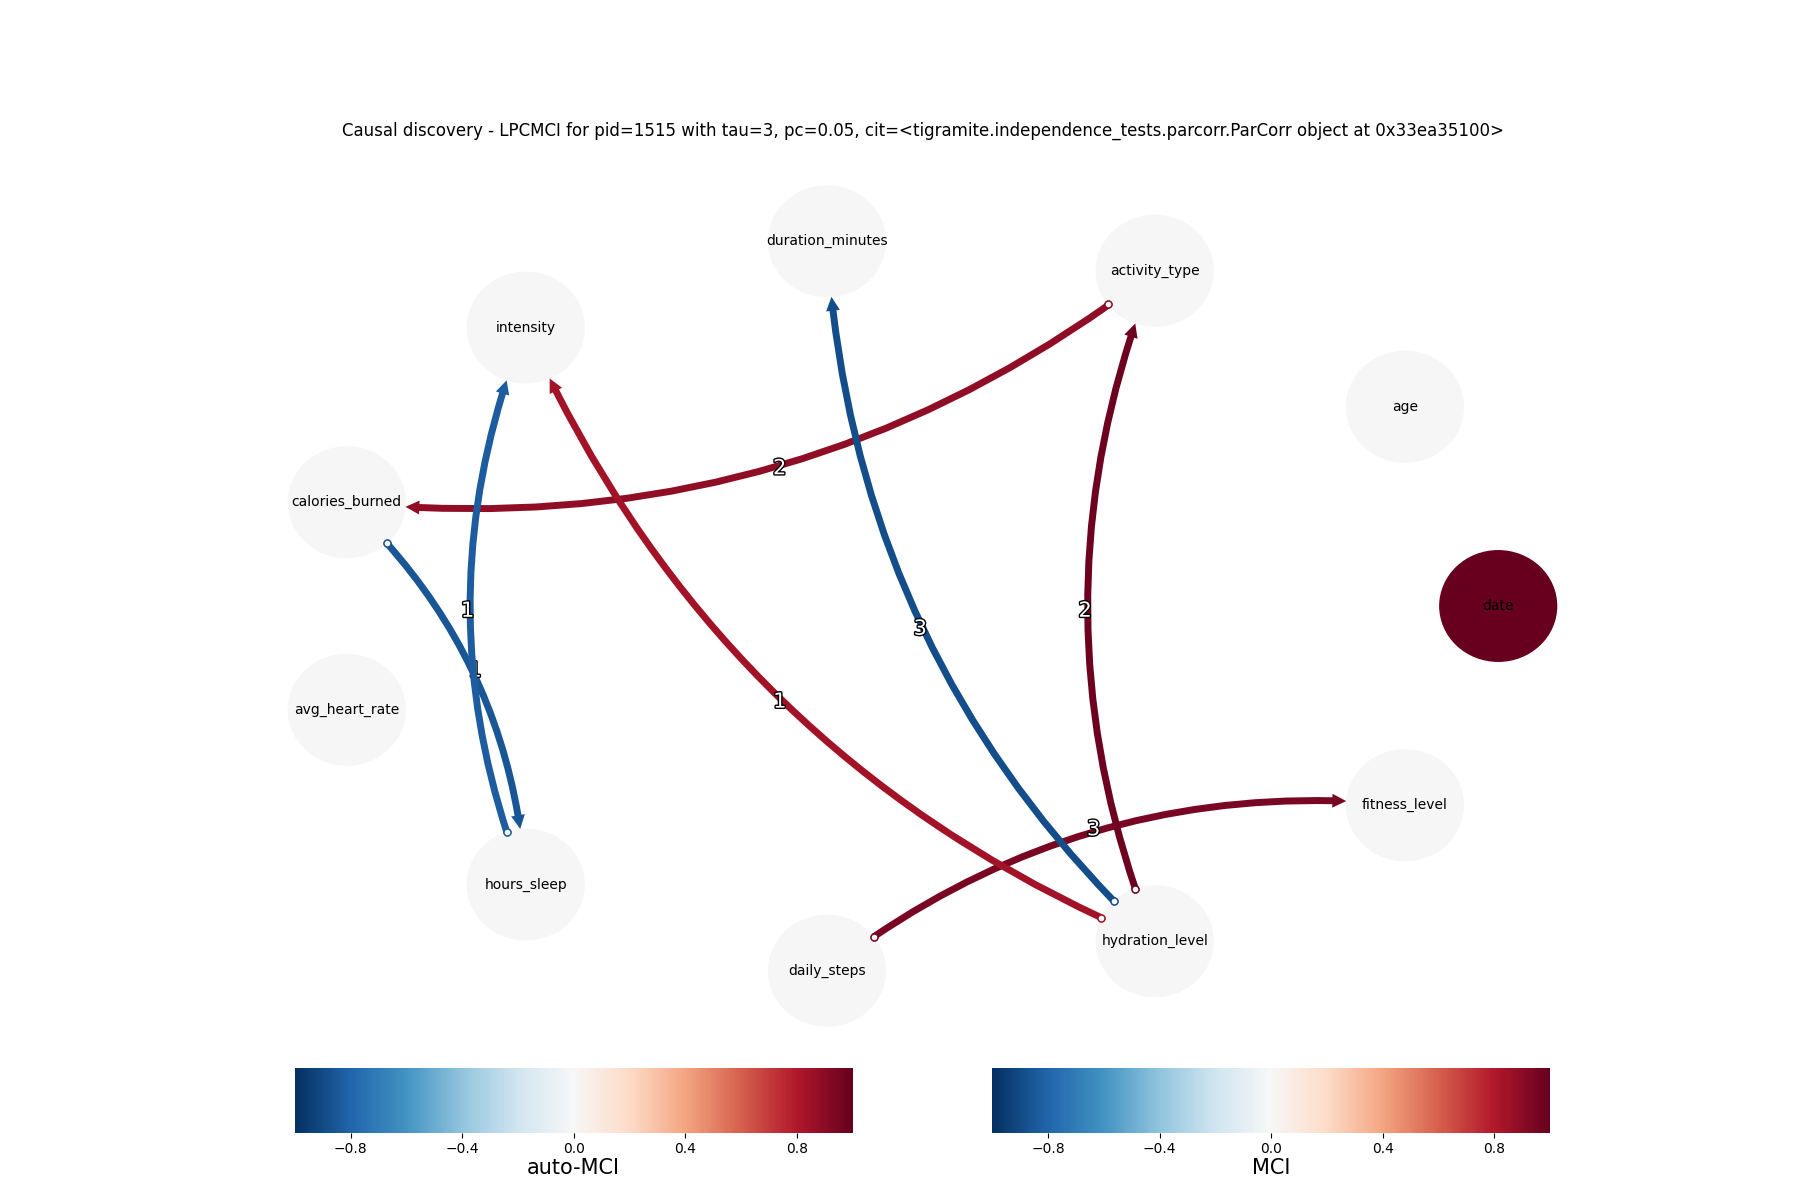 Causal discovery - LPCMCI for pid=1515 with tau=3, pc=0.05, cit=<tigramite.independence_tests.parcorr.ParCorr object at 0x33ea35100>
duration_minutes
activity_type
intensity
age
2
calories_burned
date
1
2
3
1
1
avg_heart_rate
fitness_level
3
hours_sleep
hydration_level
daily_steps
−0.8 −0.4 0.0 0.4 0.8
auto-MCI
−0.8 −0.4 0.0 0.4 0.8
MCI